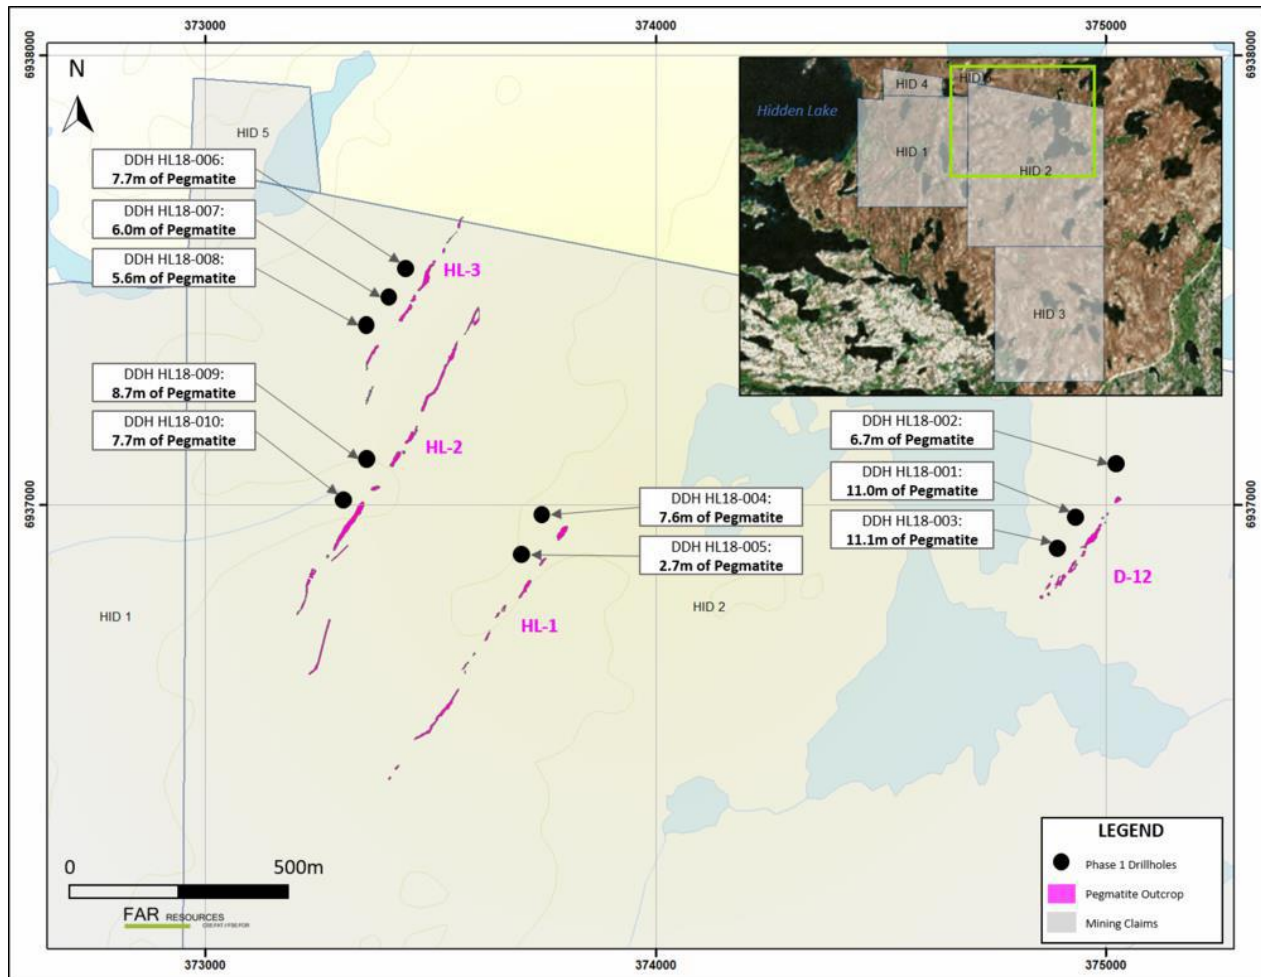 373000
374000
375000
6938000
6938000
N
HID 5
DDH HL18-006:
7.7m of Pegmatite
DDH HL18-007:
6.0m of Pegmatite
DDH HL18-008:
5.6m of Pegmatite
HL-3
DDH HL18-009:
8.7m of Pegmatite
DDH HL18-010:
7.7m of Pegmatite
HL-2
Hidden Lake
HID 4
HID 1
HID 2
HID 3
DDH HL18-002:
6.7m of Pegmatite
DDH HL18-001:
11.0m of Pegmatite
DDH HL18-003:
11.1m of Pegmatite
D-12
6937000
6937000
DDH HL18-004:
7.6m of Pegmatite
DDH HL18-005:
2.7m of Pegmatite
HID 1
HL-1
HID 2
0 500m
FAR RESOURCES
LEGEND
Phase 1 Drillholes
Pegmatite Outcrop
Mining Claims
373000
374000
375000